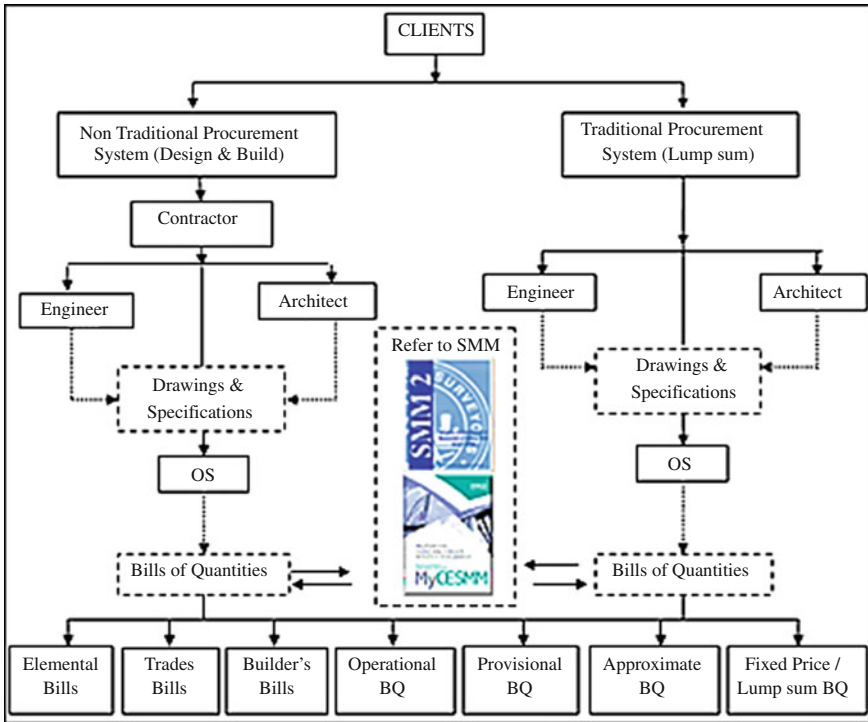 CLIENTS
Non Traditional Procurement
System (Design & Build)
Traditional Procurement
System (Lump sum)
Contractor
Engineer
Architect
Engineer
Architect
Refer to SMM
SMM 2
SURVEYORS
MyCESMM
Drawings &
Specifications
Drawings &
Specifications
OS
OS
Bills of Quantities
Bills of Quantities
Elemental
Bills
Trades
Bills
Builder's
Bills
Operational
BQ
Provisional
BQ
Approximate
BQ
Fixed Price /
Lump sum BQ